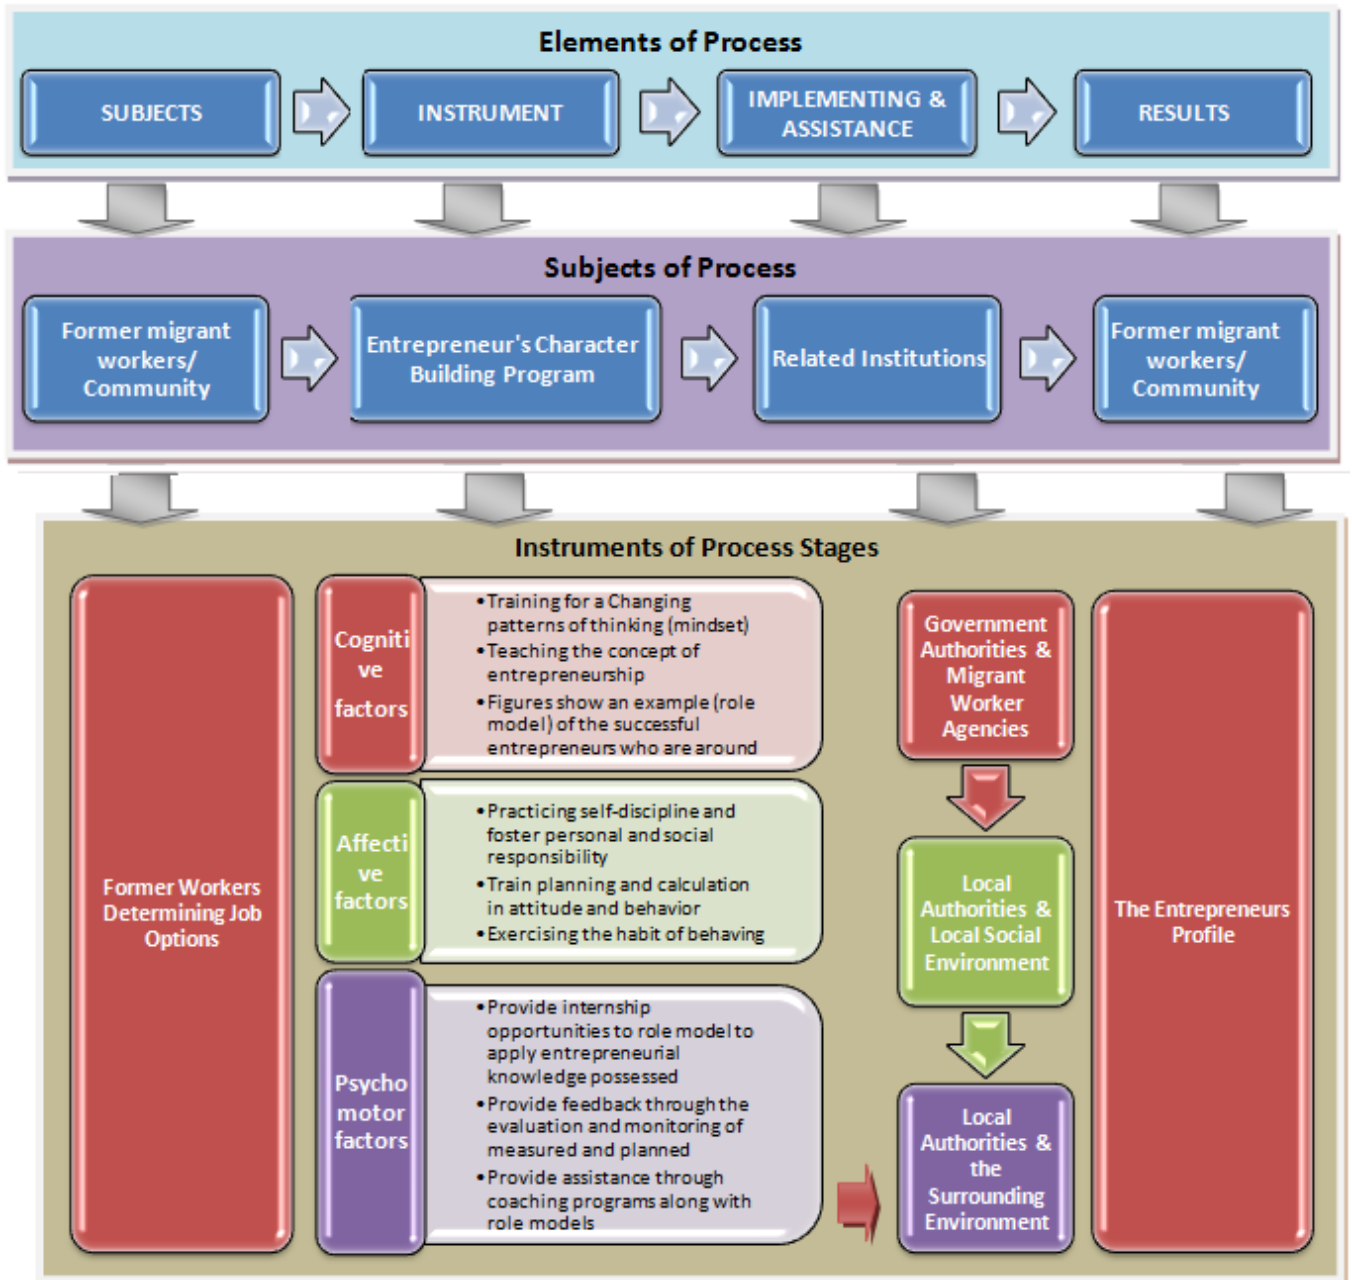 Elements of Process
SUBJECTS
INSTRUMENT
IMPLEMENTING &
ASSISTANCE
RESULTS
Subjects of Process
Former migrant
workers/
Community
Entrepreneur's Character
Building Program
Related Institutions
Former migrant
workers/
Community
Instruments of Process Stages
Former Workers
Determining Job
Options
Cogniti
ve
factors
•Training for a Changing
patterns of thinking (mindset)
•Teaching the concept of
entrepreneurship
•Figures show an example (role
model) of the successful
entrepreneurs who are around
Affecti
ve
factors
•Practicing self-discipline and
foster personal and social
responsibility
•Train planning and calculation
in attitude and behavior
•Exercising the habit of behaving
Psycho
motor
factors
•Provide internship
opportunities to role model to
apply entrepreneurial
knowledge possessed
•Provide feedback through the
evaluation and monitoring of
measured and planned
•Provide assistance through
coaching programs along with
role models
Government
Authorities &
Migrant
Worker
Agencies
Local
Authorities &
Local Social
Environment
Local
Authorities &
the
Surrounding
Environment
The Entrepreneurs
Profile